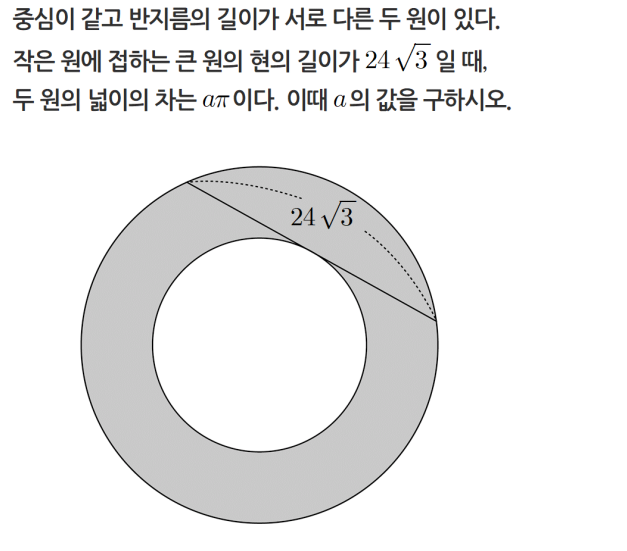 중심이 같고 반지름의 길이가 서로 다른 두 원이 있다.
작은 원에 접하는 큰 원의 현의 길이가 24√3 일 때,
두 원의 넓이의 차는 aπ이다. 이때 a의 값을 구하시오.
24√3